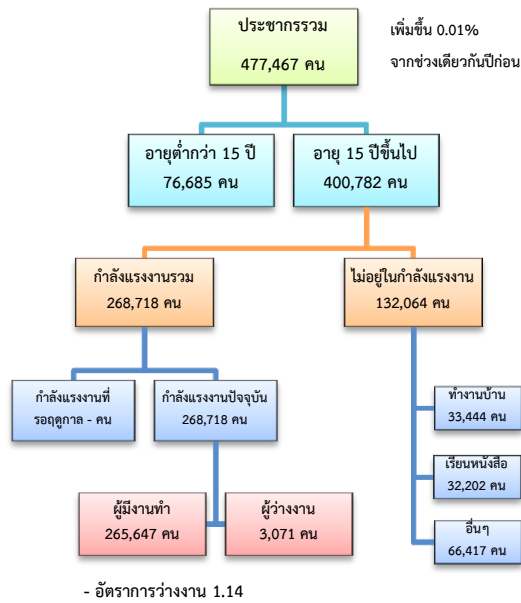 ประชากรรวม
477,467 คน
เพิ่มขึ้น 0.01%
จากช่วงเดียวกันปีก่อน
อายุต่ำกว่า 15 ปี
76,685 คน
อายุ 15 ปีขึ้นไป
400,782 คน
กำลังแรงงานรวม
268,718 คน
ไม่อยู่ในกำลังแรงงาน
132,064 คน
กำลังแรงงานที่
รอฤดูกาล - คน
กำลังแรงงานปัจจุบัน
268,718 คน
ทำงานบ้าน
33,444 คน
เรียนหนังสือ
32,202 คน
อื่นๆ
66,417 คน
ผู้มีงานทำ
265,647 คน
ผู้ว่างงาน
3,071 คน
- อัตราการว่างงาน 1.14